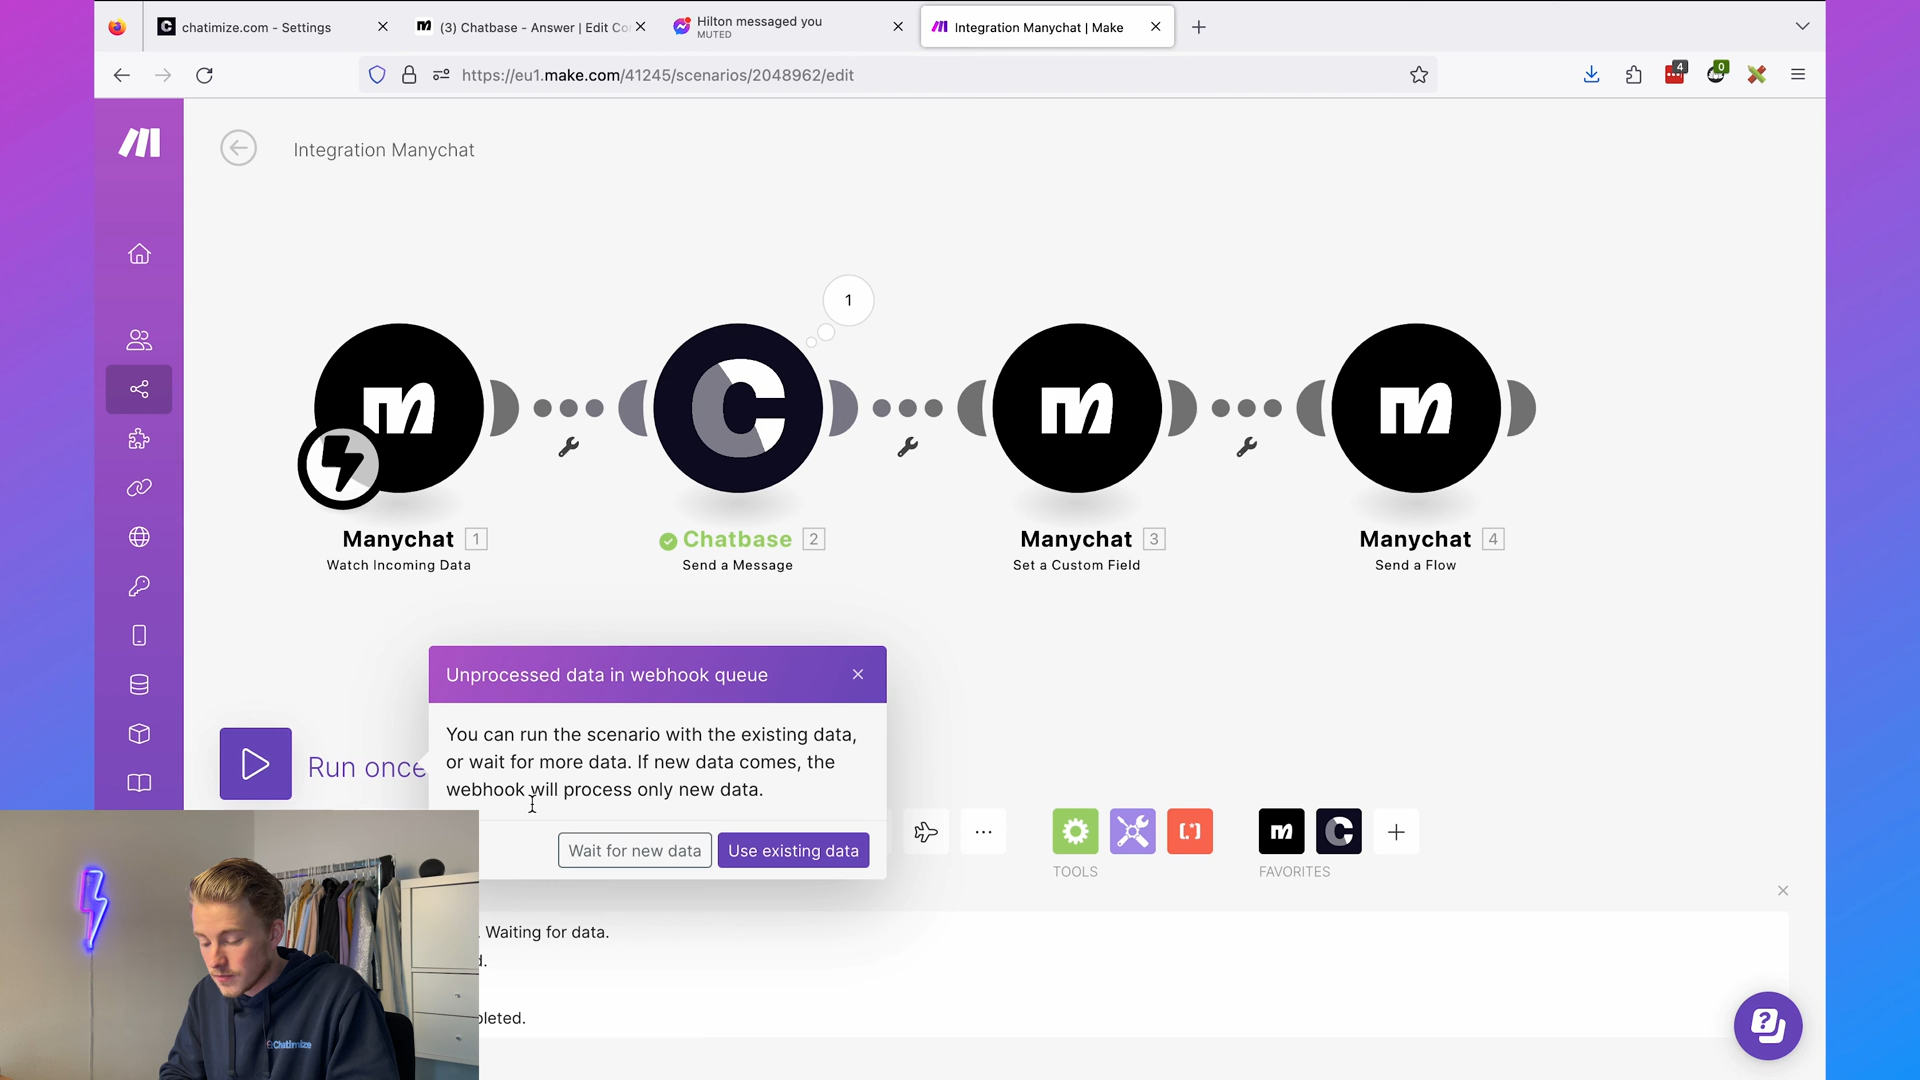 chatimize.com - Settings
(3) Chatbase - Answer | Edit Co
Hilton messaged you
MUTED
Integration Manychat | Make
https://eu1.make.com/41245/scenarios/2048962/edit
4
0
Integration Manychat
1
Manychat 1
Watch Incoming Data
Chatbase 2
Send a Message
Manychat 3
Set a Custom Field
Manychat 4
Send a Flow
Unprocessed data in webhook queue
You can run the scenario with the existing data,
or wait for more data. If new data comes, the
webhook will process only new data.
Wait for new data
Use existing data
Run once
TOOLS
FAVORITES
. Waiting for data.
d.
pleted.
Chatimize